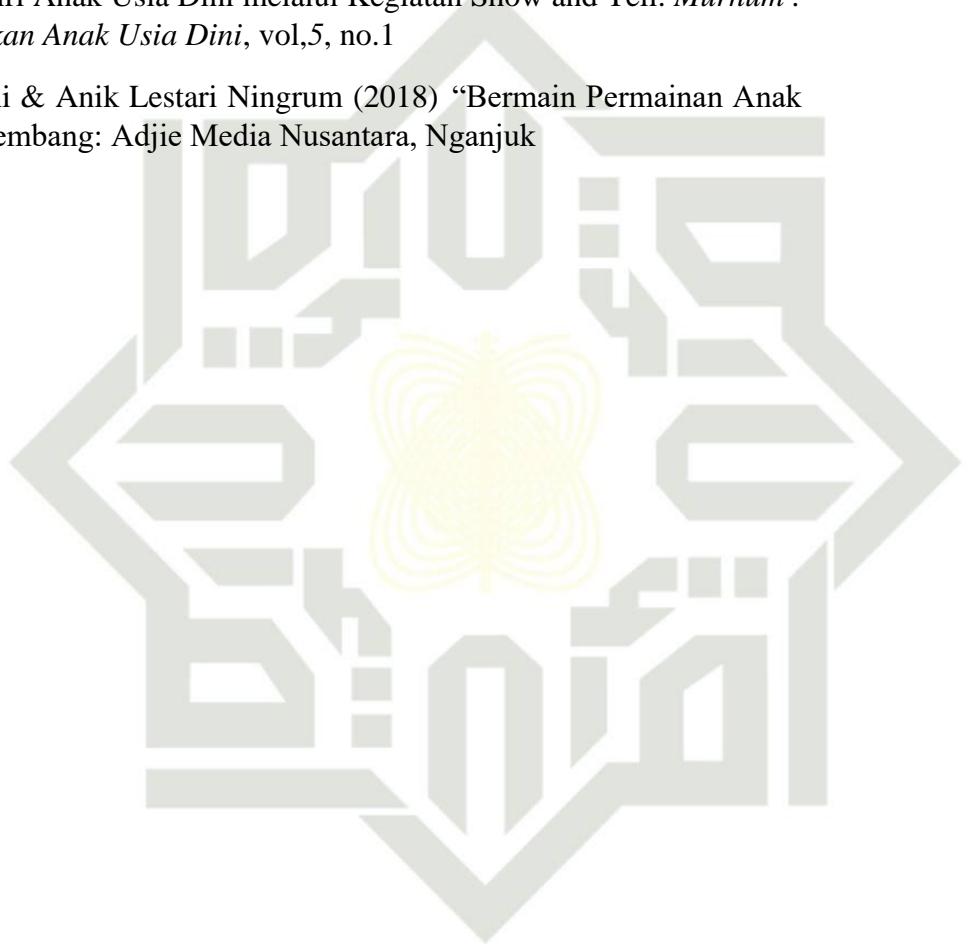 iri Anak Usia Dini melalui Kegiatan Show and Tell. Murhum :
kan Anak Usia Dini, vol,5, no.1
i & Anik Lestari Ningrum (2018) “Bermain Permainan Anak
embang: Adjie Media Nusantara, Nganjuk